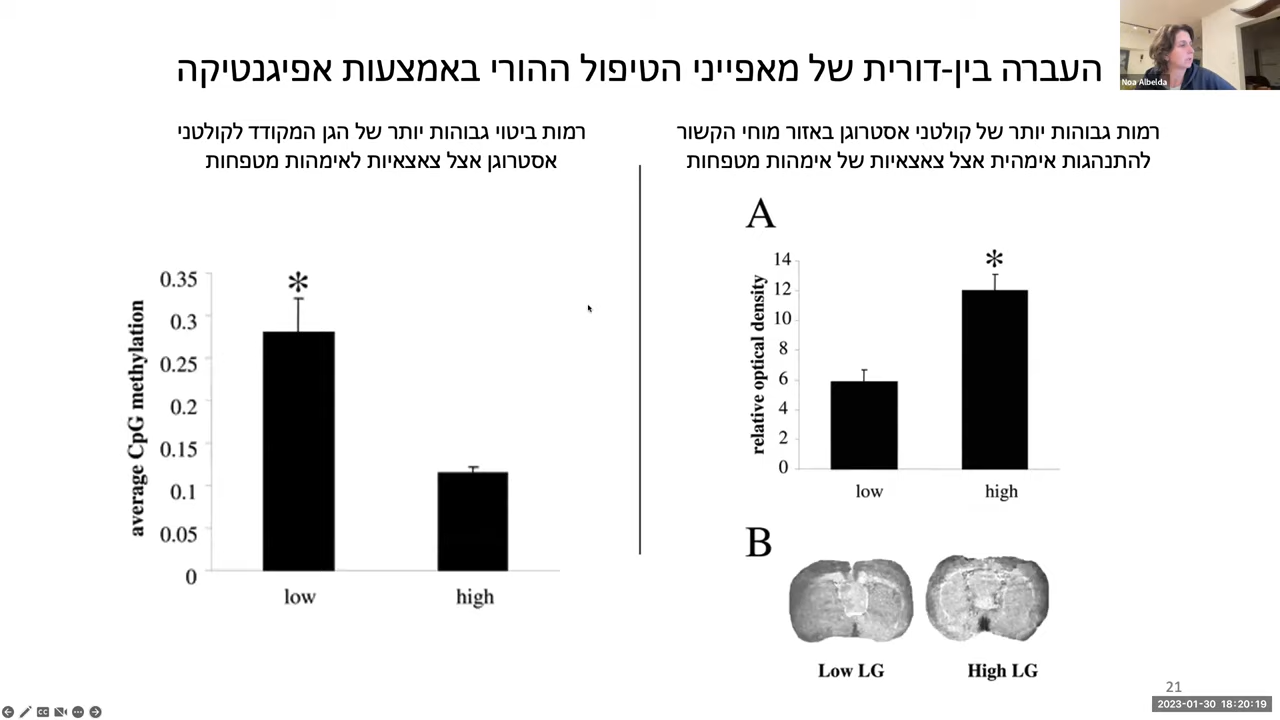 העברה בין-דורית של מאפייני הטיפול ההורי באמצעות אפיגנטיקה
Noa Albelda
רמות גבוהות יותר של קולטני אסטרוגן באזור מוחי הקשור
להתנהגות אימהית אצל צאצאיות של אימהות מטפחות
A
relative optical density
14
12
10
8
6
4
2
0
*
low
high
B
Low LG
High LG
רמות ביטוי גבוהות יותר של הגן המקודד לקולטני
אסטרוגן אצל צאצאיות לאימהות מטפחות
average CpG methylation
0.35
0.3
0.25
0.2
0.15
0.1
0.05
0
*
low
high
21
2023-01-30 18:20:19